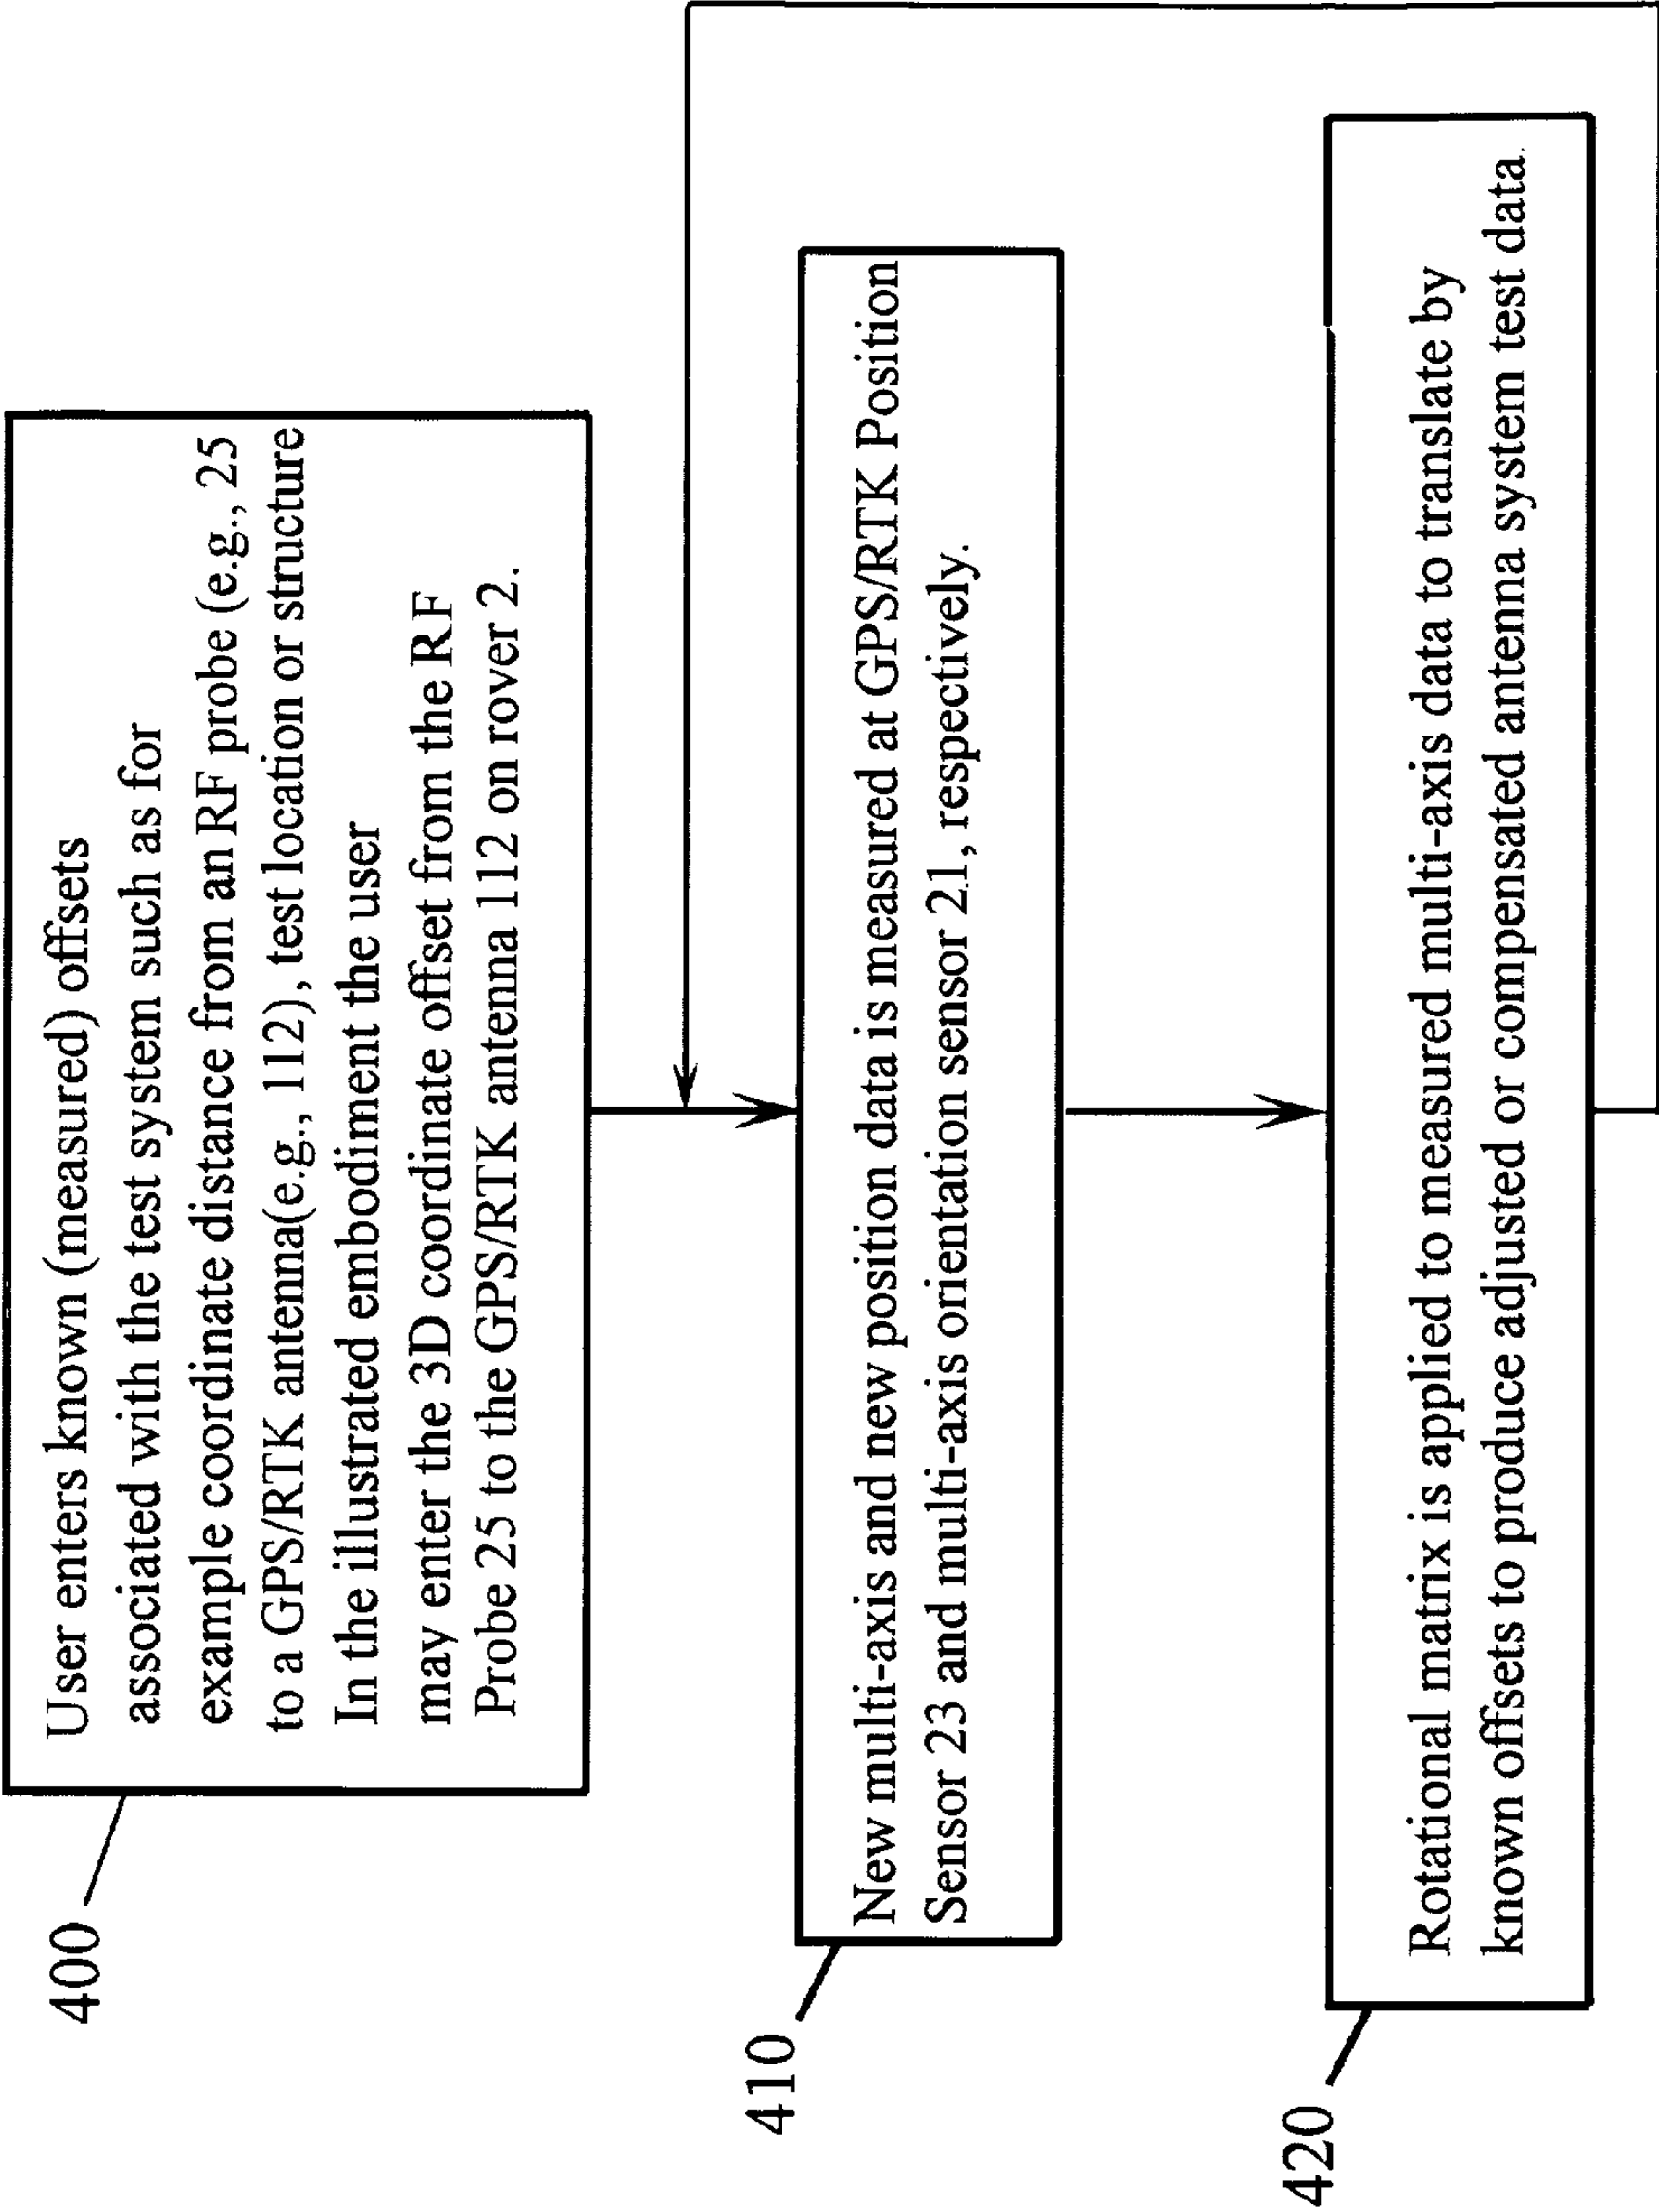 400
User enters known (measured) offsets
associated with the test system such as for
example coordinate distance from an RF probe (e.g., 25
to a GPS/RTK antenna(e.g., 112), test location or structure
In the illustrated embodiment the user
may enter the 3D coordinate offset from the RF
Probe 25 to the GPS/RTK antenna 112 on rover 2.
410
New multi-axis and new position data is measured at GPS/RTK Position
Sensor 23 and multi-axis orientation sensor 21, respectively.
420
Rotational matrix is applied to measured multi-axis data to translate by
known offsets to produce adjusted or compensated antenna system test data.